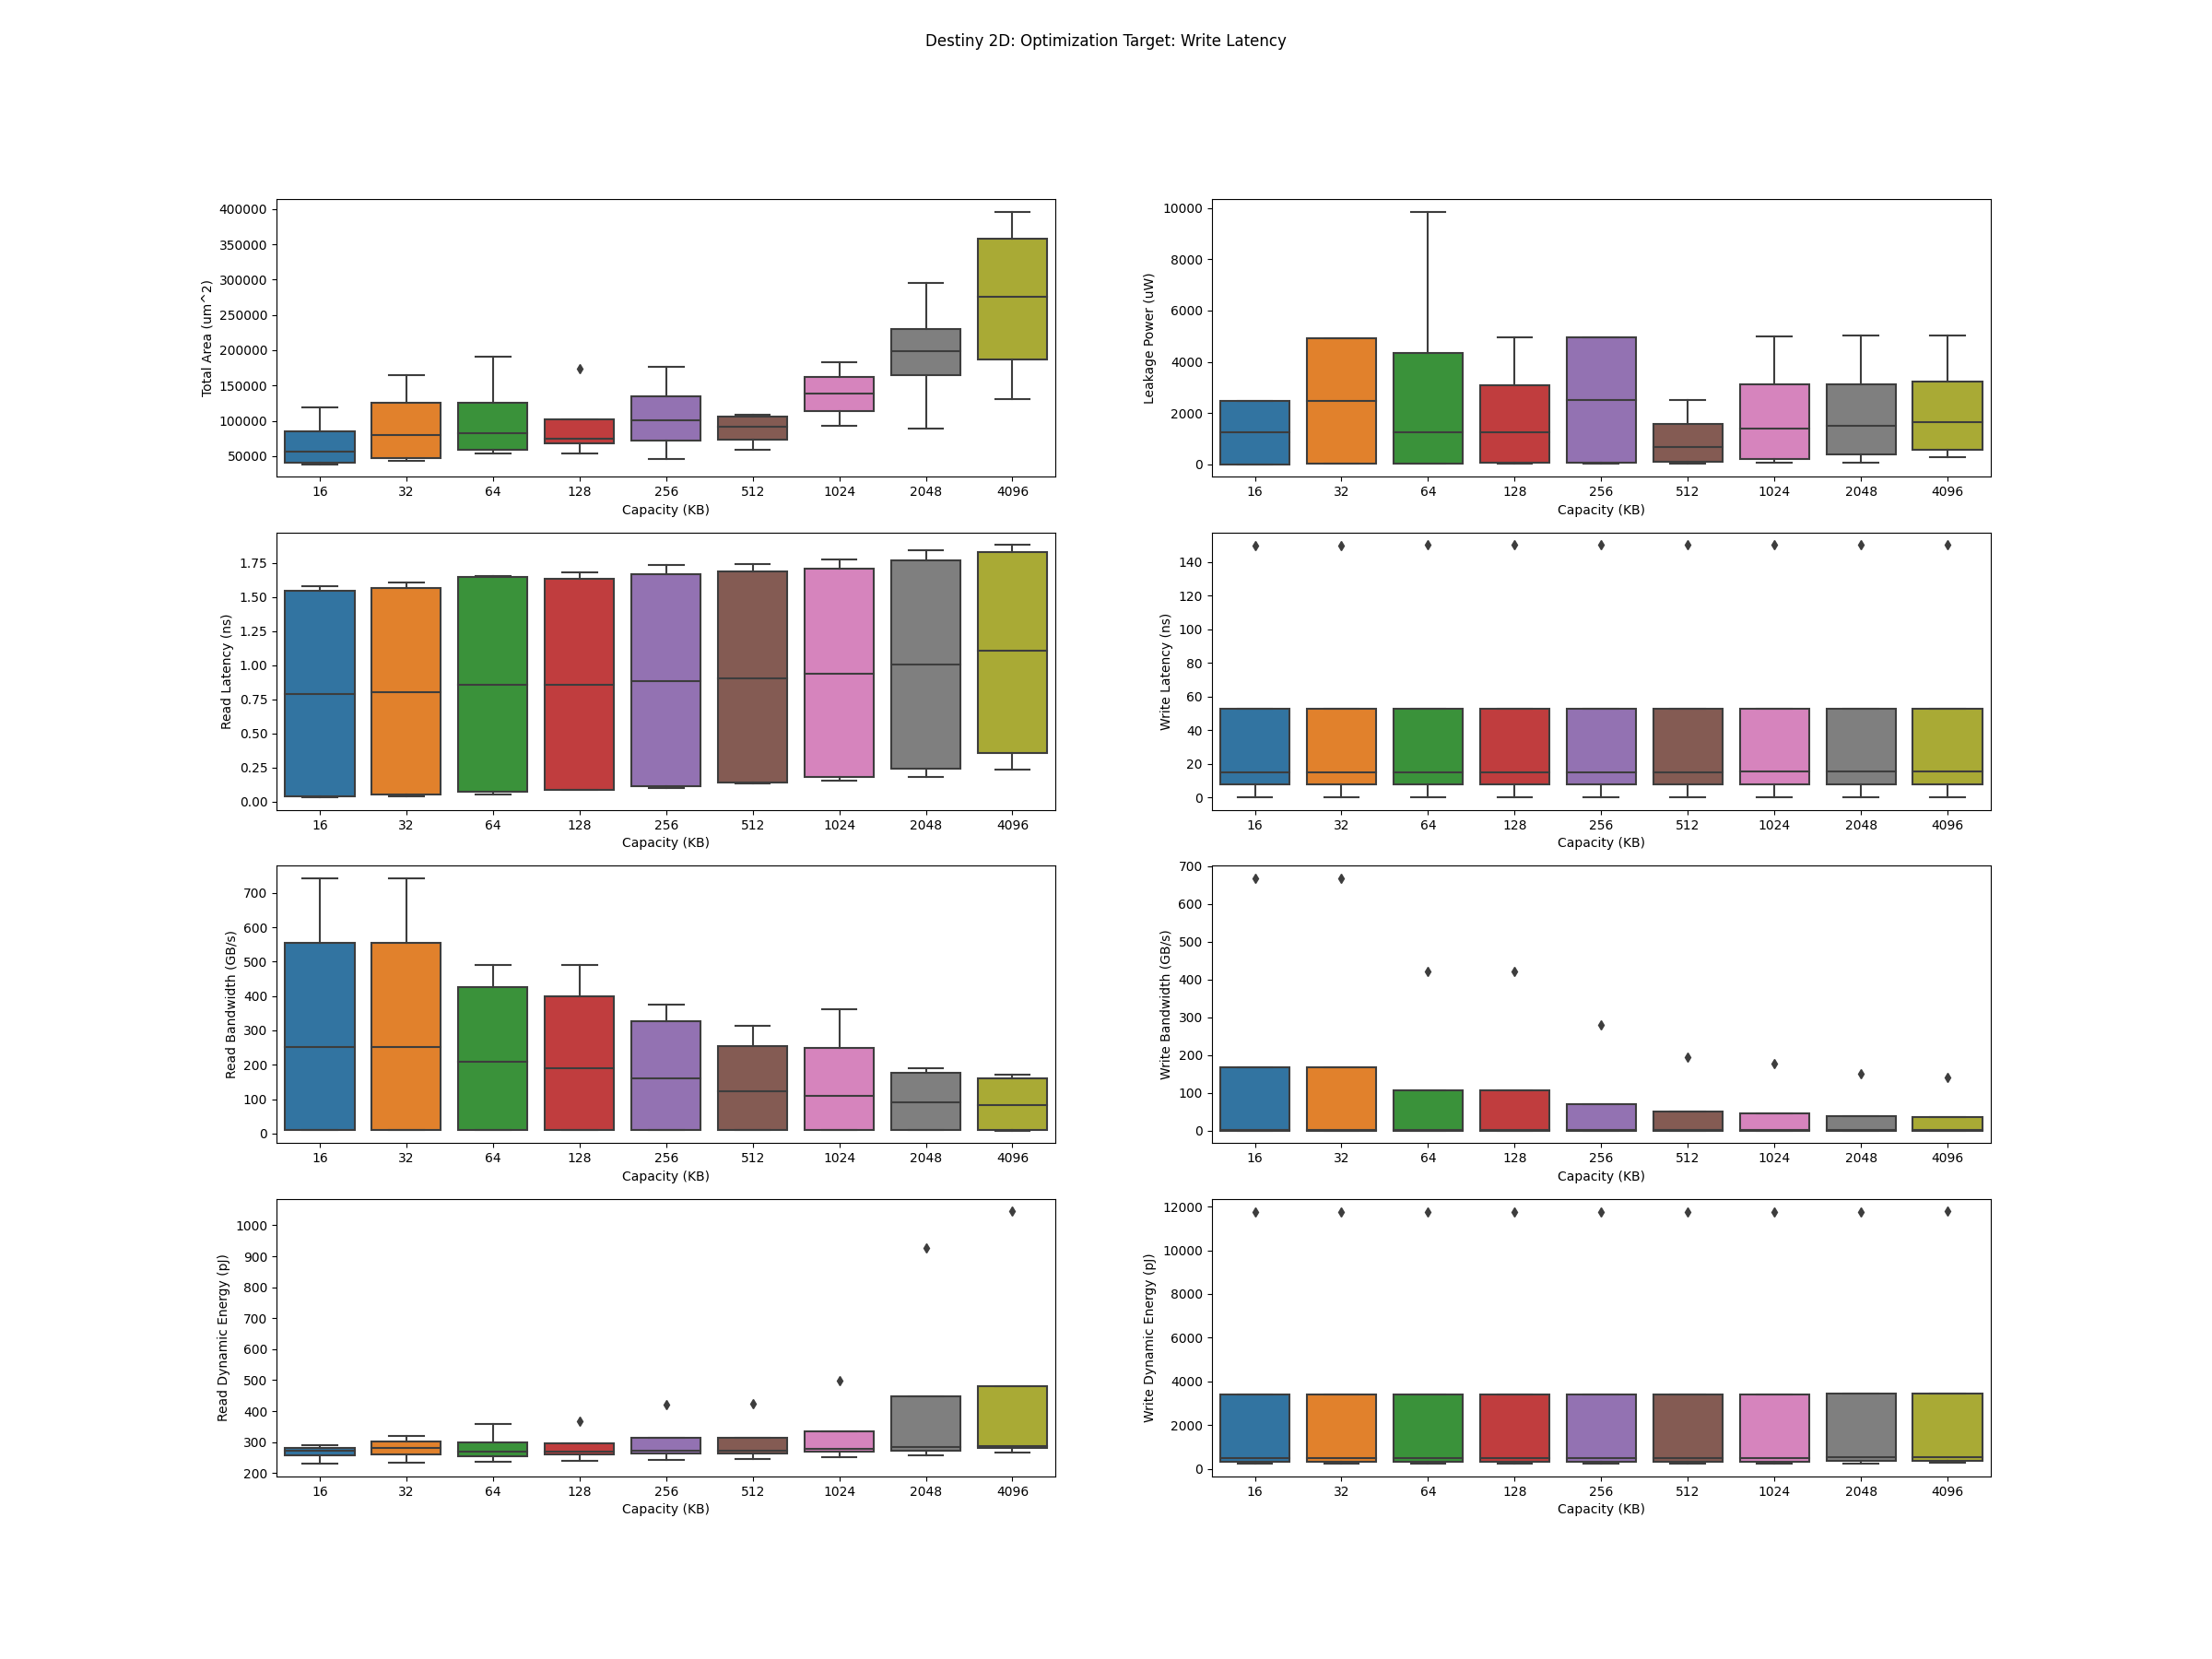 Destiny 2D: Optimization Target: Write Latency
400000
350000
300000
250000
200000
150000
100000
50000
Total Area (um^2)
16 32 64 128 256 512 1024 2048 4096
Capacity (KB)
10000
8000
6000
4000
2000
0
Leakage Power (uW)
16 32 64 128 256 512 1024 2048 4096
Capacity (KB)
1.75
1.50
1.25
1.00
0.75
0.50
0.25
0.00
Read Latency (ns)
16 32 64 128 256 512 1024 2048 4096
Capacity (KB)
140
120
100
80
60
40
20
0
Write Latency (ns)
16 32 64 128 256 512 1024 2048 4096
Capacity (KB)
700
600
500
400
300
200
100
0
Read Bandwidth (GB/s)
16 32 64 128 256 512 1024 2048 4096
Capacity (KB)
700
600
500
400
300
200
100
0
Write Bandwidth (GB/s)
16 32 64 128 256 512 1024 2048 4096
Capacity (KB)
1000
900
800
700
600
500
400
300
200
Read Dynamic Energy (pJ)
16 32 64 128 256 512 1024 2048 4096
Capacity (KB)
12000
10000
8000
6000
4000
2000
0
Write Dynamic Energy (pJ)
16 32 64 128 256 512 1024 2048 4096
Capacity (KB)